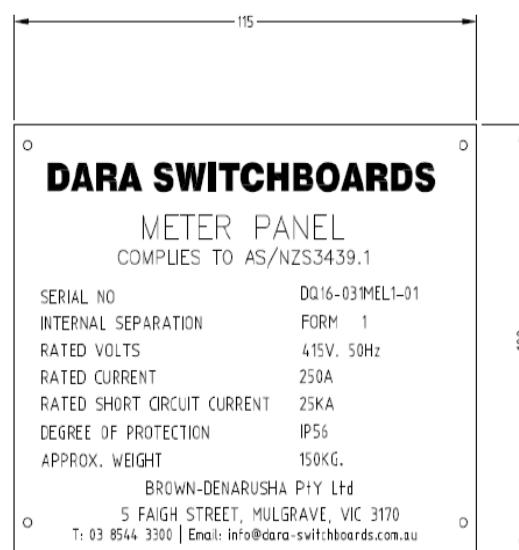 115
DARA SWITCHBOARDS
METER PANEL
COMPLIES TO AS/NZS3439.1
SERIAL NO DQ16-031MEL1-01
INTERNAL SEPARATION FORM 1
RATED VOLTS 415V. 50Hz
RATED CURRENT 250A
RATED SHORT CIRCUIT CURRENT 25KA
DEGREE OF PROTECTION IP56
APPROX. WEIGHT 150KG.
BROWN-DENARUSHA PtY Ltd
5 FAIGH STREET, MULGRAVE, VIC 3170
T: 03 8544 3300 | Email: info@dara-switchboards.com.au